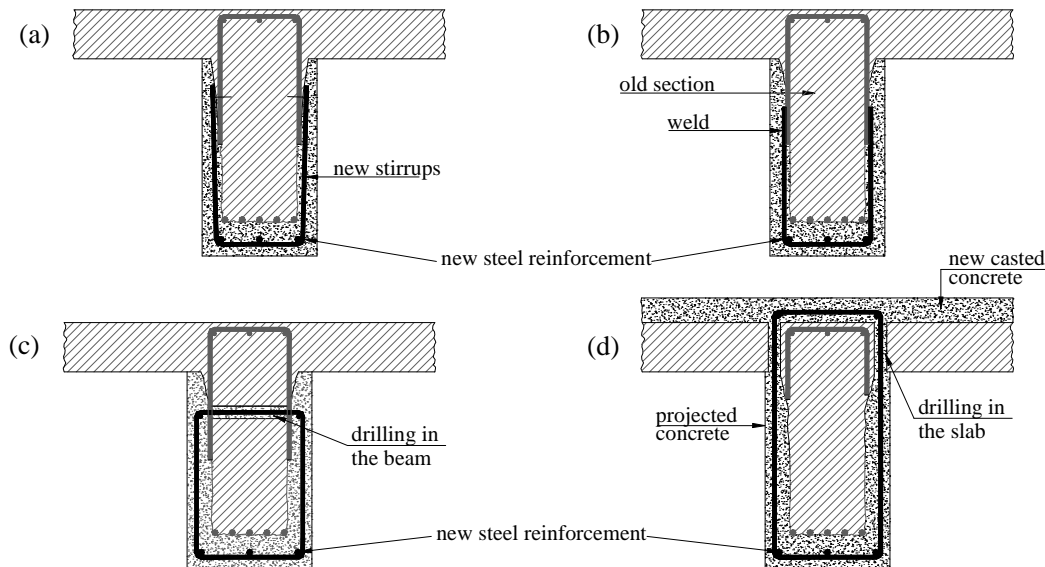 (a)
(b)
old section
weld
new stirrups
new steel reinforcement
new casted
concrete
(c)
(d)
drilling in
the beam
projected
concrete
drilling in
the slab
new steel reinforcement